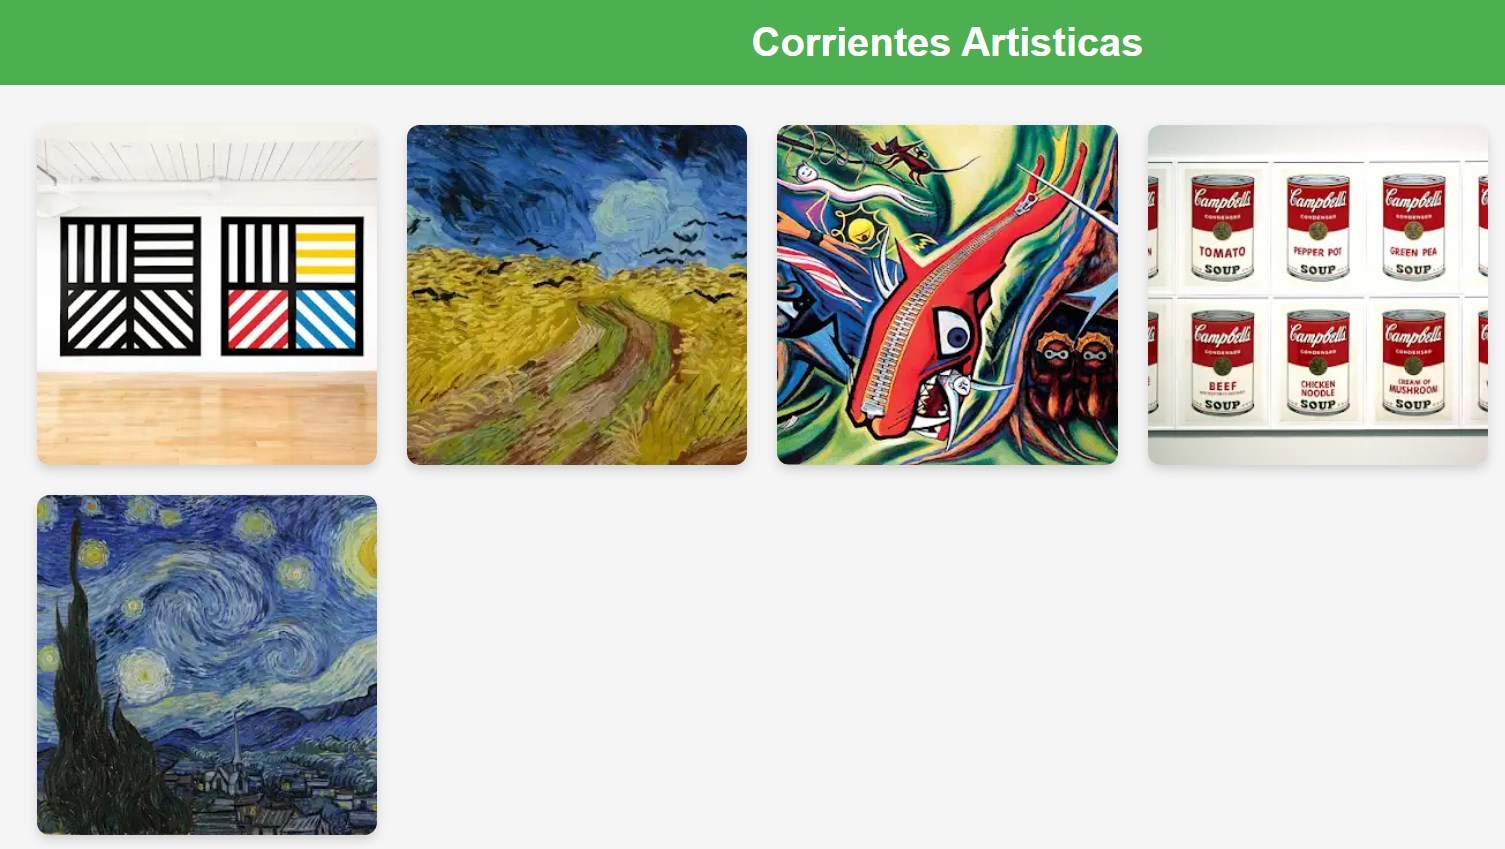 Corrientes Artisticas
Campbell's Campbell's Campbell's
CONDENSED CONDENSED CONDENSED
TOMATO PEPPER POT GREEN PEA
SOUP SOUP SOUP
Campbell's Campbell's Campbell's
CONDENSED CONDENSED CONDENSED
BEEF CHICKEN NOODLE CREAM OF MUSHROOM
SOUP SOUP SOUP